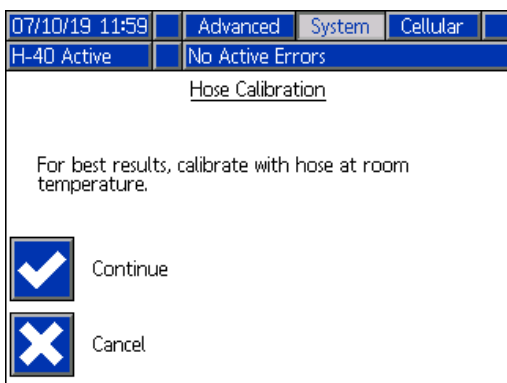 07/10/19 11:59 Advanced System Cellular
H-40 Active No Active Errors
Hose Calibration
For best results, calibrate with hose at room
temperature.
Continue
Cancel